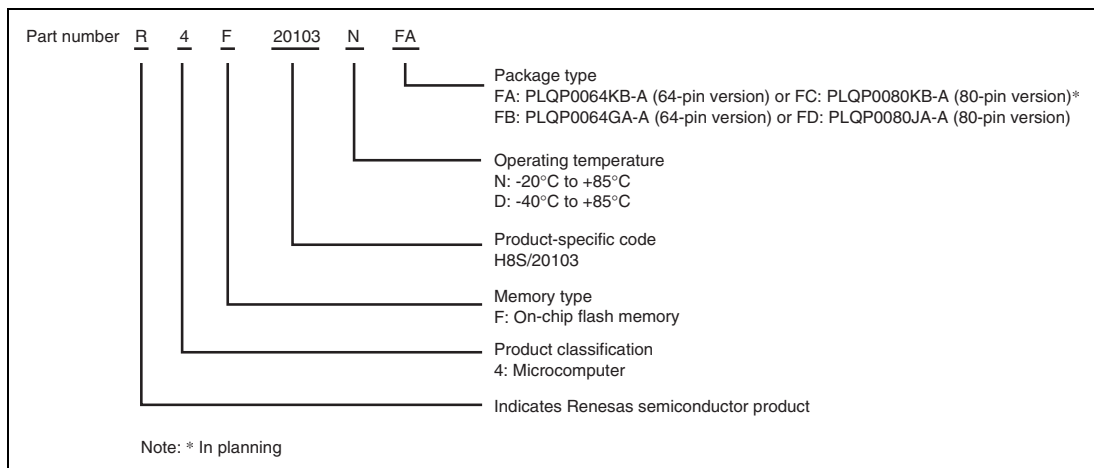 Part number R 4 F 20103 N FA
Package type
FA: PLQP0064KB-A (64-pin version) or FC: PLQP0080KB-A (80-pin version)*
FB: PLQP0064GA-A (64-pin version) or FD: PLQP0080JA-A (80-pin version)
Operating temperature
N: -20°C to +85°C
D: -40°C to +85°C
Product-specific code
H8S/20103
Memory type
F: On-chip flash memory
Product classification
4: Microcomputer
Indicates Renesas semiconductor product
Note: * In planning